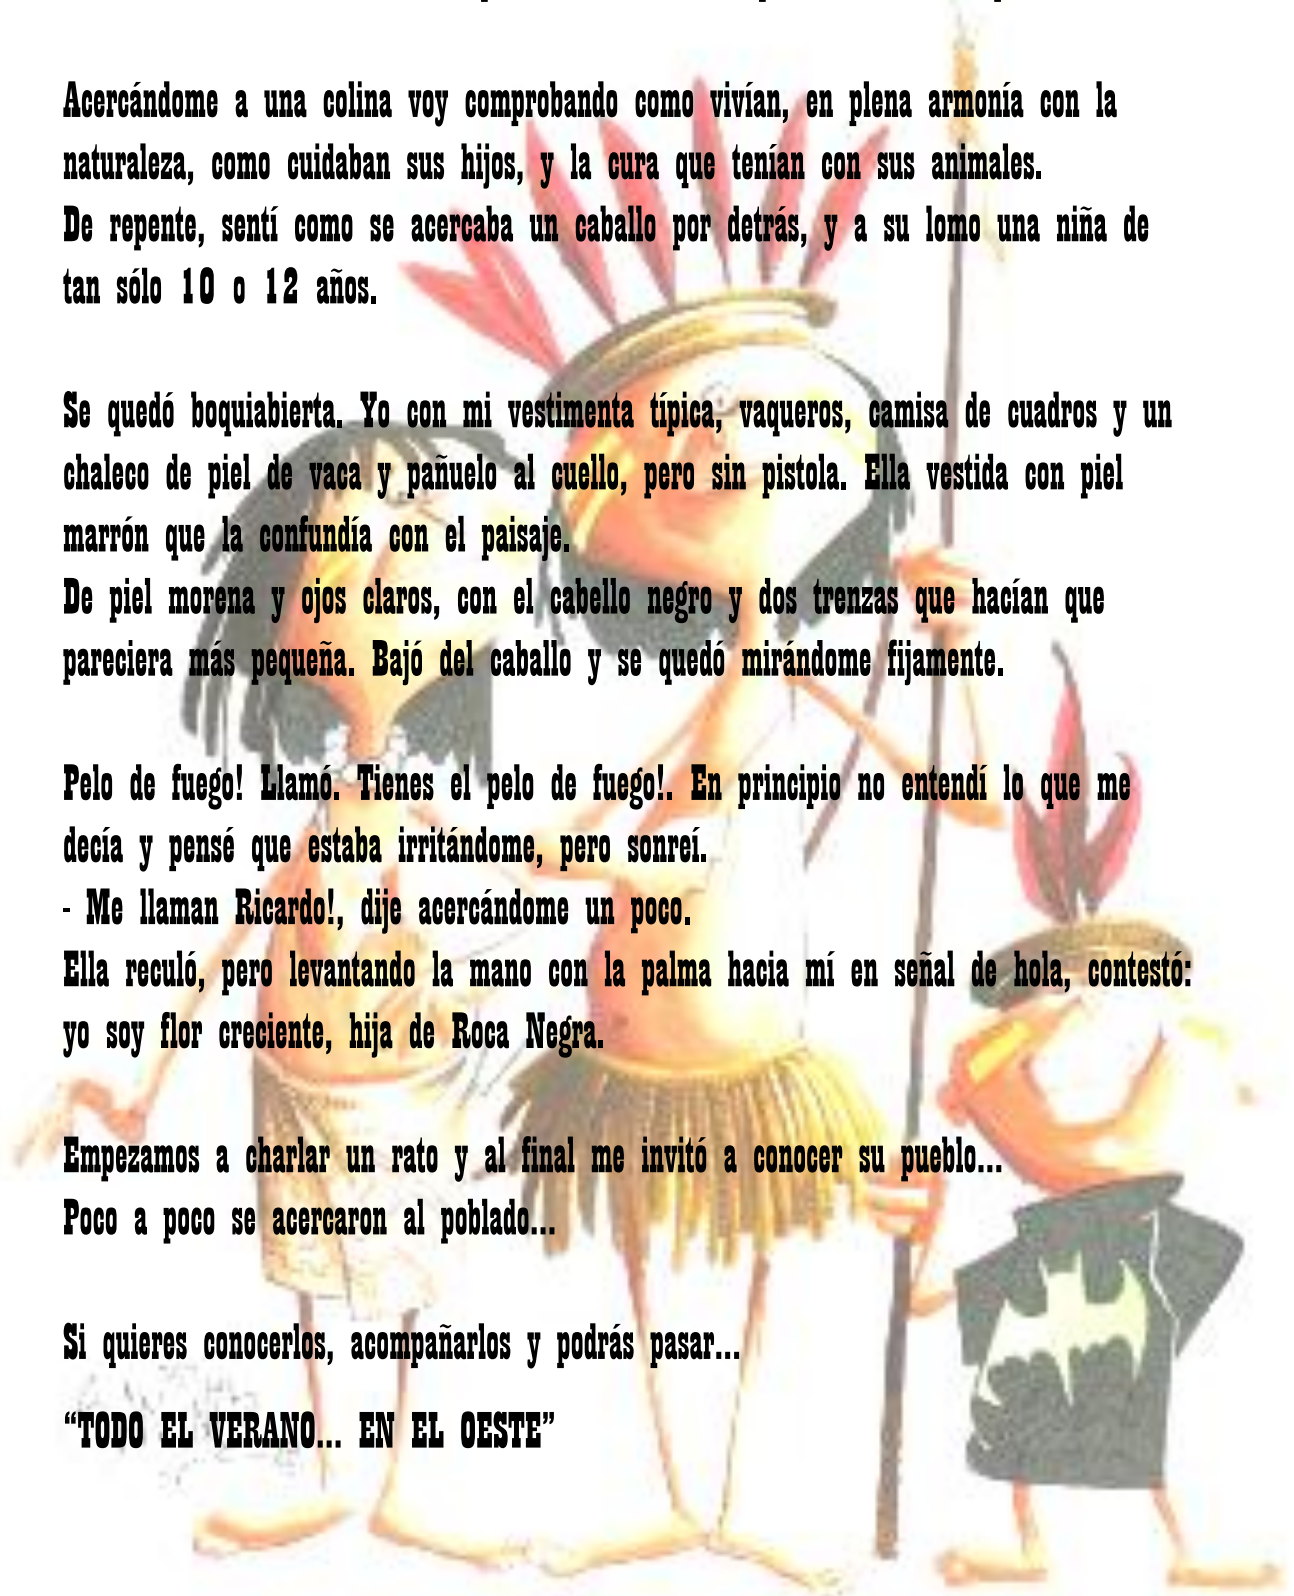 Acercándome a una colina voy comprobando como vivían, en plena armonía con la
naturaleza, como cuidaban sus hijos, y la cura que tenían con sus animales.
De repente, sentí como se acercaba un caballo por detrás, y a su lomo una niña de
tan sólo 10 o 12 años.
Se quedó boquiabierta. Yo con mi vestimenta típica, vaqueros, camisa de cuadros y un
chaleco de piel de vaca y pañuelo al cuello, pero sin pistola. Ella vestida con piel
marrón que la confundía con el paisaje.
De piel morena y ojos claros, con el cabello negro y dos trenzas que hacían que
pareciera más pequeña. Bajó del caballo y se quedó mirándome fijamente.
Pelo de fuego! Llamó. Tienes el pelo de fuego!. En principio no entendí lo que me
decía y pensé que estaba irritándome, pero sonreí.
- Me llaman Ricardo!, dije acercándome un poco.
Ella reculó, pero levantando la mano con la palma hacia mí en señal de hola, contestó:
yo soy flor creciente, hija de Roca Negra.
Empezamos a charlar un rato y al final me invitó a conocer su pueblo...
Poco a poco se acercaron al poblado...
Si quieres conocerlos, acompañarlos y podrás pasar...
“TODO EL VERANO... EN EL OESTE”